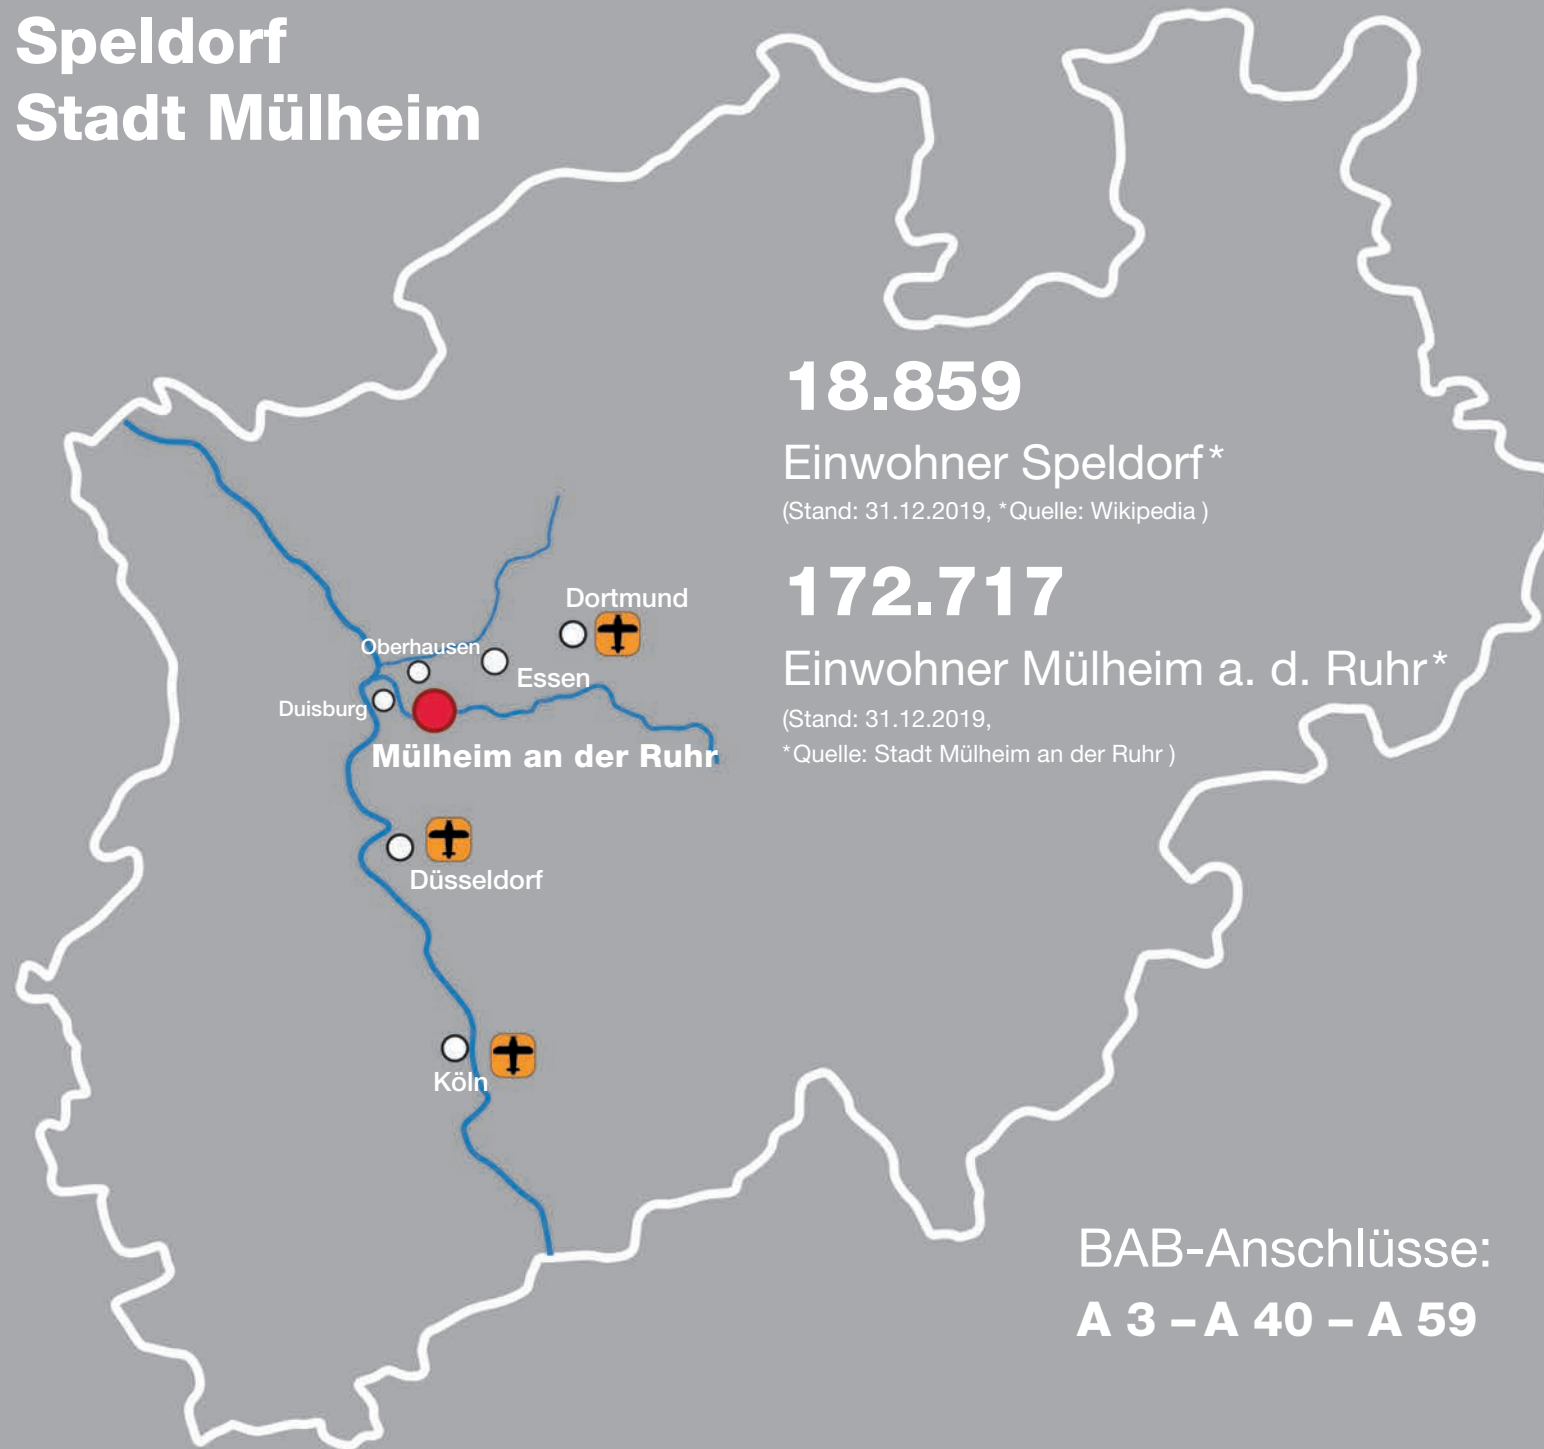 Speldorf
Stadt Mülheim
18.859
Einwohner Speldorf*
(Stand: 31.12.2019, *Quelle: Wikipedia )
172.717
Einwohner Mülheim a. d. Ruhr*
(Stand: 31.12.2019,
*Quelle: Stadt Mülheim an der Ruhr )
Dortmund
Oberhausen
Essen
Duisburg
Mülheim an der Ruhr
Düsseldorf
Köln
BAB-Anschlüsse:
A 3 – A 40 – A 59